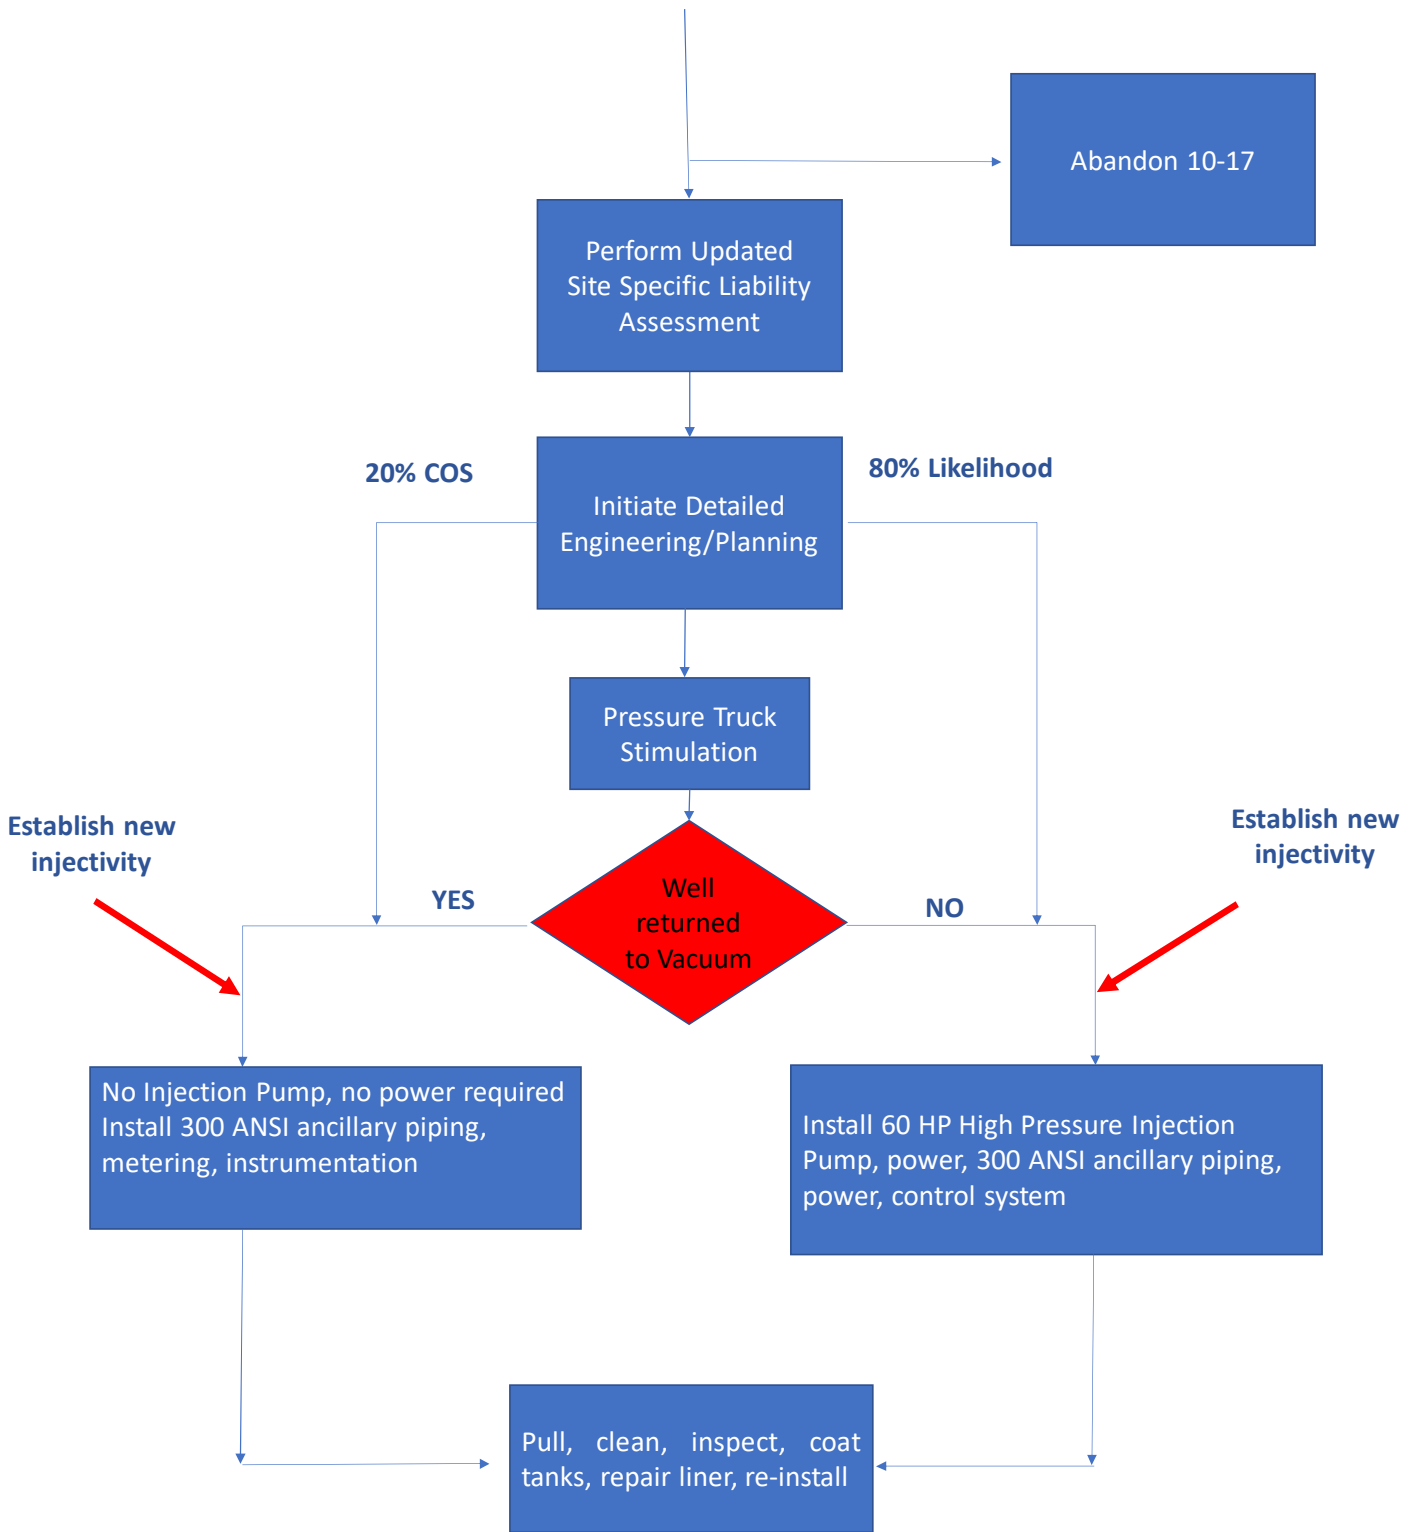 Abandon 10-17
Perform Updated
Site Specific Liability
Assessment
20% COS
80% Likelihood
Initiate Detailed
Engineering/Planning
Pressure Truck
Stimulation
Establish new
injectivity
Establish new
injectivity
YES
Well
returned
to Vacuum
NO
No Injection Pump, no power required
Install 300 ANSI ancillary piping,
metering, instrumentation
Install 60 HP High Pressure Injection
Pump, power, 300 ANSI ancillary piping,
power, control system
Pull, clean, inspect, coat
tanks, repair liner, re-install